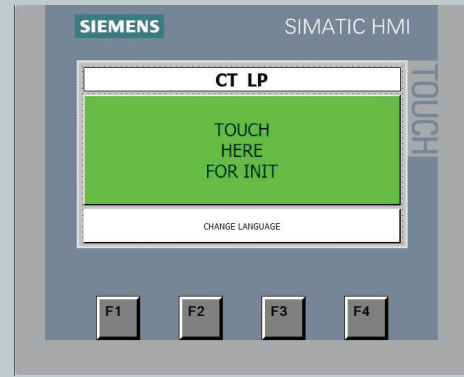 SIEMENS
SIMATIC HMI
TOUCH
CT LP
TOUCH
HERE
FOR INIT
CHANGE LANGUAGE
F1
F2
F3
F4